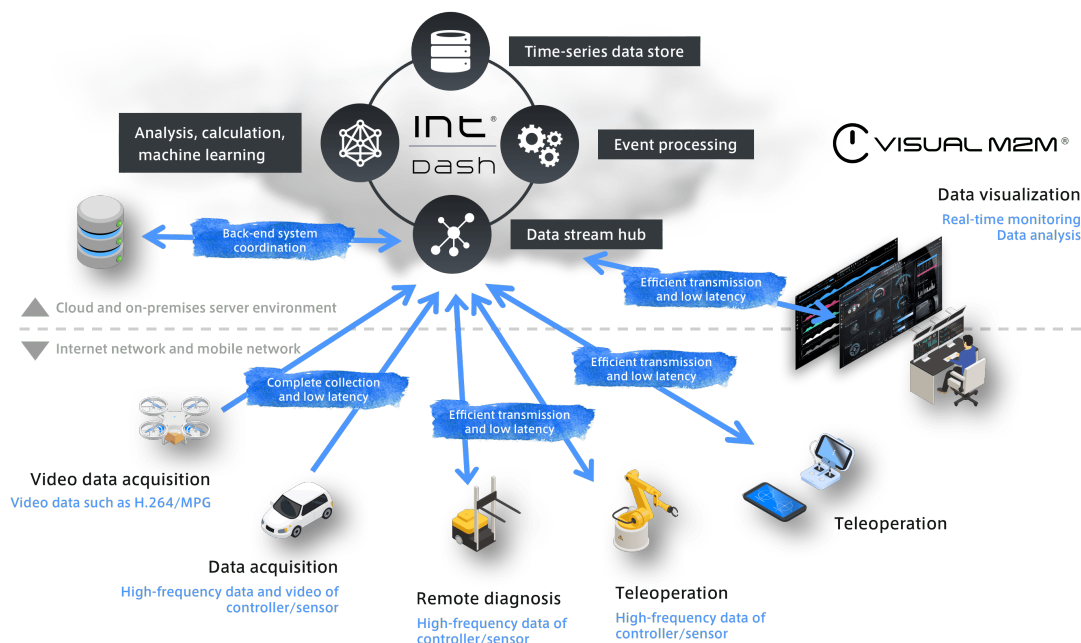 Time-series data store
Analysis, calculation,
machine learning
INT®
DASH
Event processing
VISUAL M2M®
Data visualization
Real-time monitoring
Data analysis
Back-end system
coordination
Data stream hub
Efficient transmission
and low latency
Cloud and on-premises server environment
Internet network and mobile network
Complete collection
and low latency
Efficient transmission
and low latency
Efficient transmission
and low latency
Video data acquisition
Video data such as H.264/MPG
Data acquisition
High-frequency data and video of
controller/sensor
Remote diagnosis
High-frequency data of
controller/sensor
Teleoperation
High-frequency data of
controller/sensor
Teleoperation